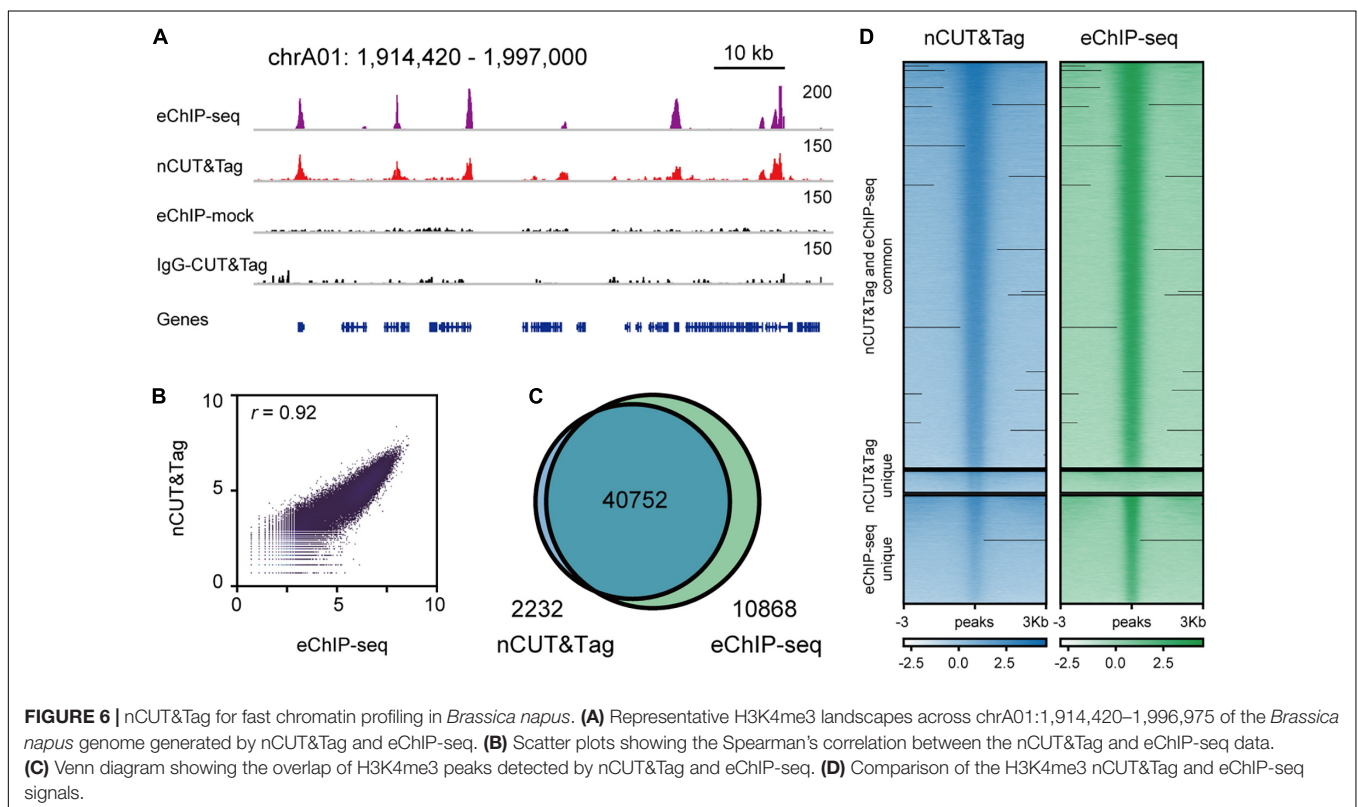 A
chrA01: 1,914,420 - 1,997,000
10 kb
eChIP-seq
200
nCUT&Tag
150
eChIP-mock
150
IgG-CUT&Tag
150
Genes
B
10
5
0
r = 0.92
nCUT&Tag
0
5
10
eChIP-seq
C
40752
2232
10868
nCUT&Tag
eChIP-seq
D
nCUT&Tag
eChIP-seq
nCUT&Tag and eChIP-seq
common
nCUT&Tag
unique
eChIP-seq
unique
-3 peaks 3Kb
-3 peaks 3Kb
-2.5 0.0 2.5
-2.5 0.0 2.5
FIGURE 6 | nCUT&Tag for fast chromatin profiling in Brassica napus. (A) Representative H3K4me3 landscapes across chrA01:1,914,420–1,996,975 of the Brassica
napus genome generated by nCUT&Tag and eChIP-seq. (B) Scatter plots showing the Spearman's correlation between the nCUT&Tag and eChIP-seq data.
(C) Venn diagram showing the overlap of H3K4me3 peaks detected by nCUT&Tag and eChIP-seq. (D) Comparison of the H3K4me3 nCUT&Tag and eChIP-seq
signals.